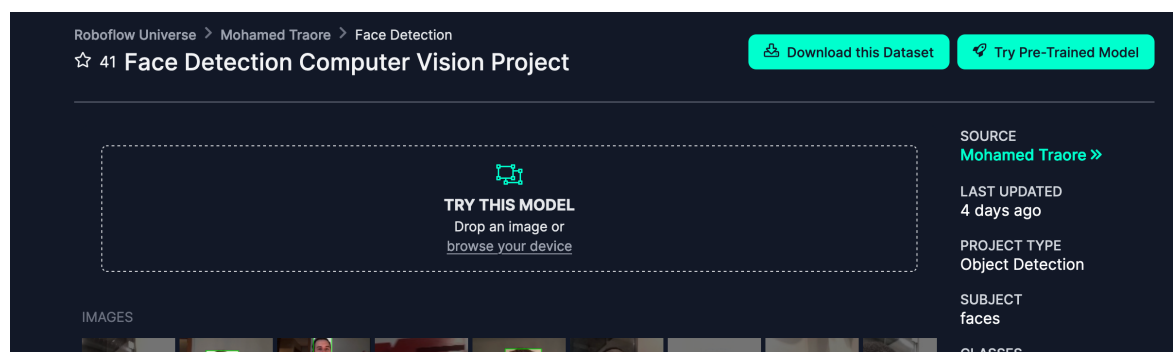 Roboflow Universe > Mohamed Traore > Face Detection
41 Face Detection Computer Vision Project
Download this Dataset
Try Pre-Trained Model
TRY THIS MODEL
Drop an image or
browse your device
SOURCE
Mohamed Traore »
LAST UPDATED
4 days ago
PROJECT TYPE
Object Detection
SUBJECT
faces
CLASSES
IMAGES